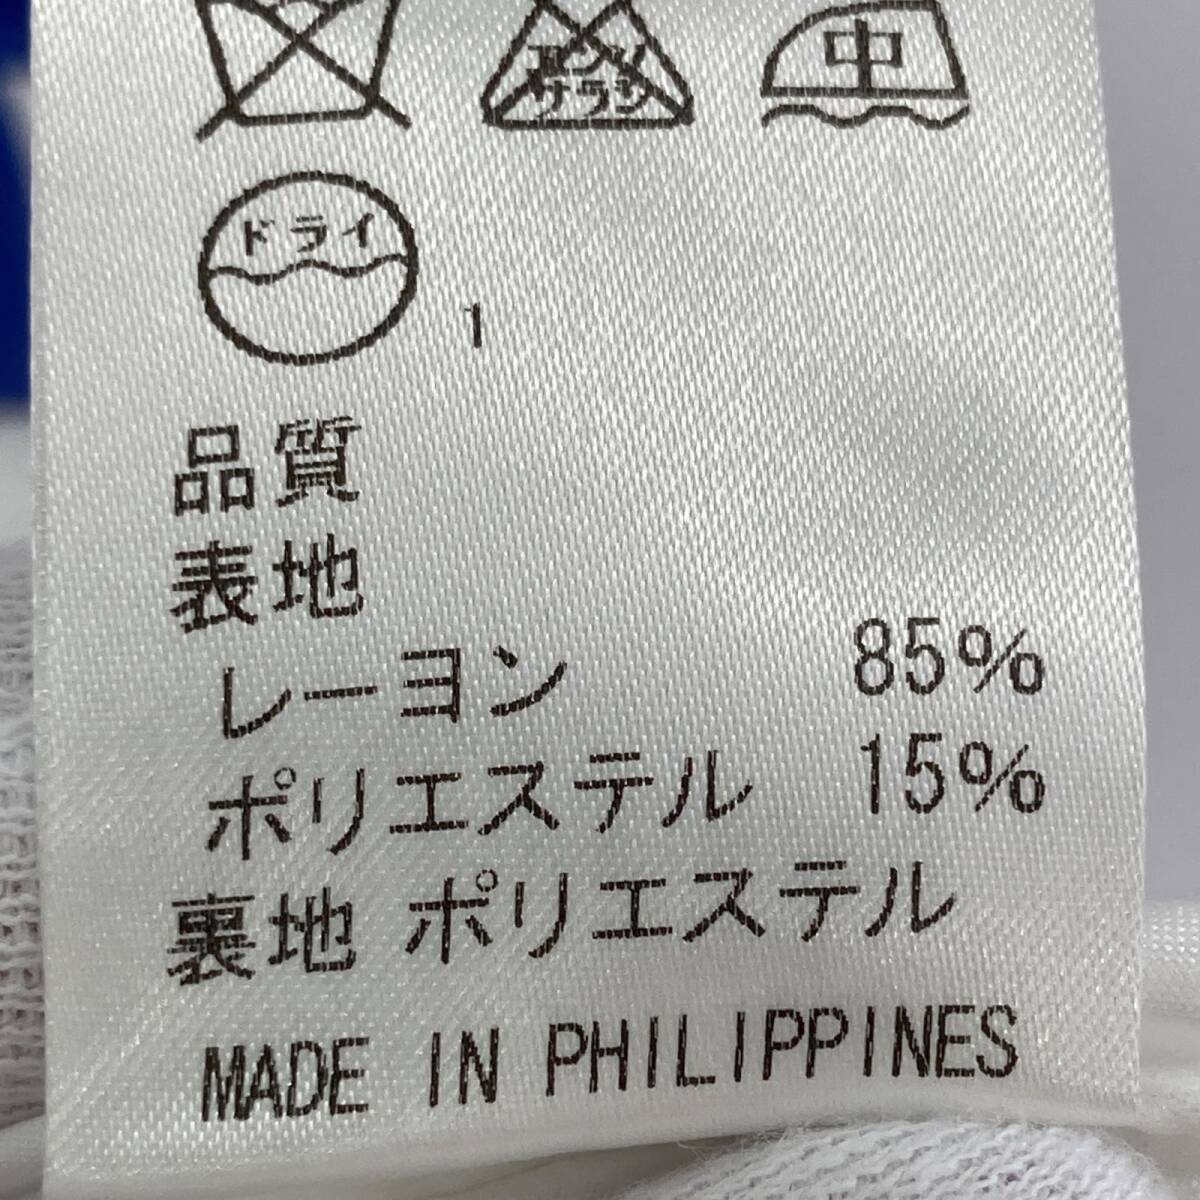 エンソ 中
サラシ
ドライ
1
品質
表地
レーヨン 85%
ポリエステル 15%
裏地 ポリエステル
MADE IN PHILIPPINES